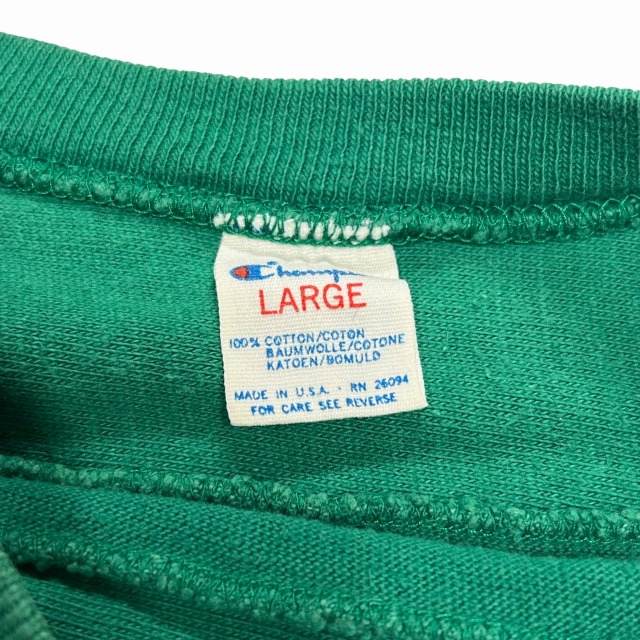 Champion
LARGE
100% COTTON/COTON
BAUMWOLLE/COTONE
KATOEN/BOMULD
MADE IN U.S.A. · RN 26094
FOR CARE SEE REVERSE